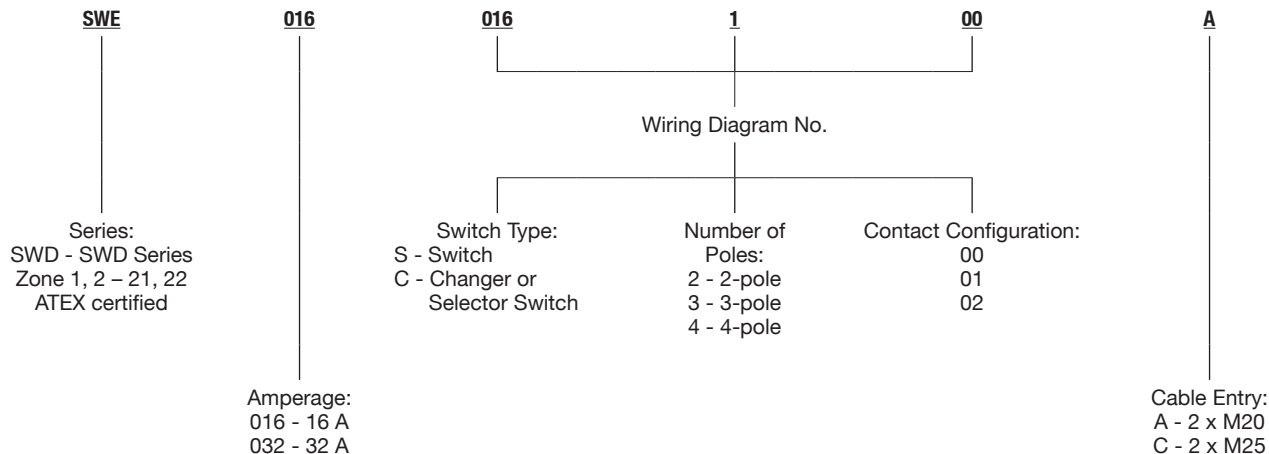 SWE 016 016 1 00 A
Wiring Diagram No.
Series:
SWD - SWD Series
Zone 1, 2 – 21, 22
ATEX certified
Switch Type:
S - Switch
C - Changer or
Selector Switch
Number of
Poles:
2 - 2-pole
3 - 3-pole
4 - 4-pole
Contact Configuration:
00
01
02
Amperage:
016 - 16 A
032 - 32 A
Cable Entry:
A - 2 x M20
C - 2 x M25